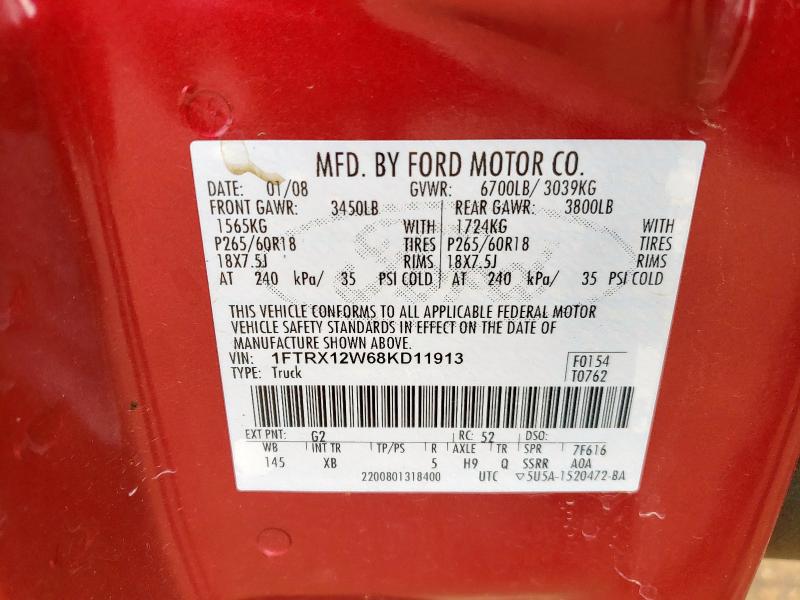 MFD. BY FORD MOTOR CO.
DATE: 01/08 GVWR: 6700LB/ 3039KG
FRONT GAWR: 3450LB REAR GAWR: 3800LB
1565KG WITH 1724KG WITH
P265/60R18 TIRES P265/60R18 TIRES
18X7.5J RIMS 18X7.5J RIMS
AT 240 kPa/ 35 PSI COLD AT 240 kPa/ 35 PSI COLD
THIS VEHICLE CONFORMS TO ALL APPLICABLE FEDERAL MOTOR
VEHICLE SAFETY STANDARDS IN EFFECT ON THE DATE OF
MANUFACTURE SHOWN ABOVE.
VIN: 1FTRX12W68KD11913 F0154
TYPE: Truck T0762
EXT PNT: G2 RC: 52 DSO:
WB INT TR TP/PS R AXLE TR SPR 7F616
145 XB 5 H9 Q SSRR A0A
2200801318400 UTC ▽5U5A-1520472-BA